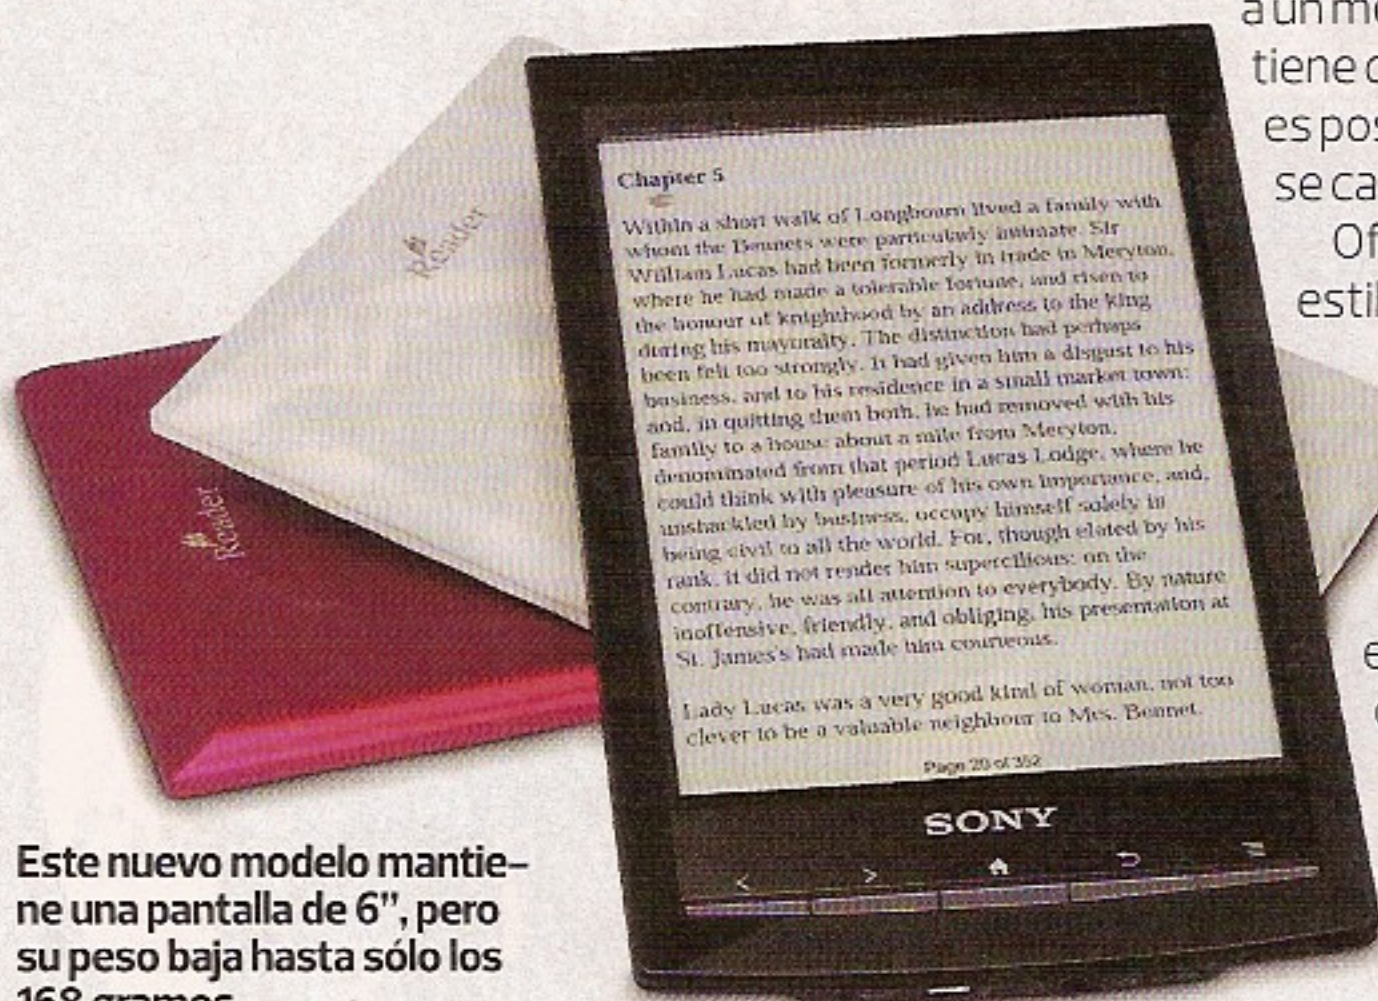 a un
tiene
es
se
Reader
Reader
Chapter 5
Within a short walk of Longbourn lived a family with
whom the Bennets were particularly intimate. Sir
William Lucas had been formerly in trade in Meryton,
where he had made a tolerable fortune, and risen to
the honour of knighthood by an address to the king
during his mayoralty. The distinction had perhaps
been felt too strongly. It had given him a disgust to his
business, and to his residence in a small market town;
and, in quitting them both, he had removed with his
family to a house about a mile from Meryton,
denominated from that period Lucas Lodge, where he
could think with pleasure of his own importance, and,
unshackled by business, occupy himself solely in
being civil to all the world. For, though elated by his
rank, it did not render him supercilious; on the
contrary, he was all attention to everybody. By nature
inoffensive, friendly, and obliging, his presentation at
St. James's had made him courteous.
Lady Lucas was a very good kind of woman, not too
clever to be a valuable neighbour to Mrs. Bennet.
Page 20 of 352
SONY
Este nuevo modelo mantie-
ne una pantalla de 6”, pero
su peso baja hasta sólo los
168 gramos